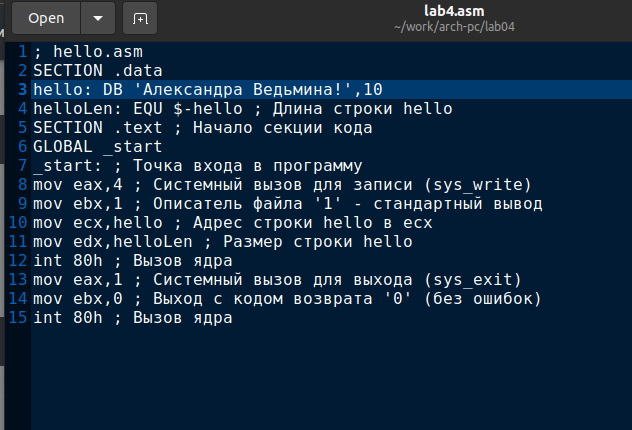 Open
lab4.asm
~/work/arch-pc/lab04
1 ; hello.asm
2 SECTION .data
3 hello: DB 'Александра Ведьмина!',10
4 helloLen: EQU $-hello ; Длина строки hello
5 SECTION .text ; Начало секции кода
6 GLOBAL _start
7 _start: ; Точка входа в программу
8 mov eax,4 ; Системный вызов для записи (sys_write)
9 mov ebx,1 ; Описатель файла '1' - стандартный вывод
10 mov ecx,hello ; Адрес строки hello в ecx
11 mov edx,helloLen ; Размер строки hello
12 int 80h ; Вызов ядра
13 mov eax,1 ; Системный вызов для выхода (sys_exit)
14 mov ebx,0 ; Выход с кодом возврата '0' (без ошибок)
15 int 80h ; Вызов ядра